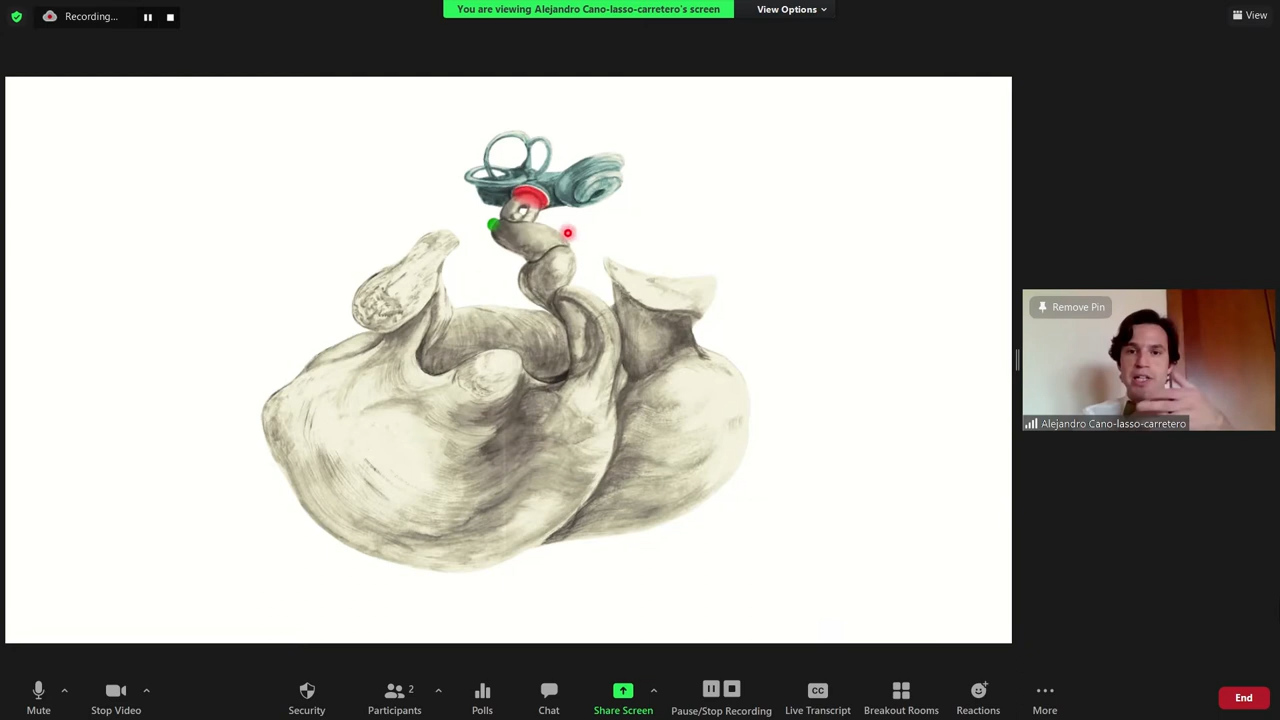 Recording...
You are viewing Alejandro Cano-lasso-carretero's screen
View Options
View
Remove Pin
Alejandro Cano-lasso-carretero
Mute
Stop Video
Security
Participants
2
Polls
Chat
Share Screen
Pause/Stop Recording
CC
Live Transcript
Breakout Rooms
Reactions
More
End